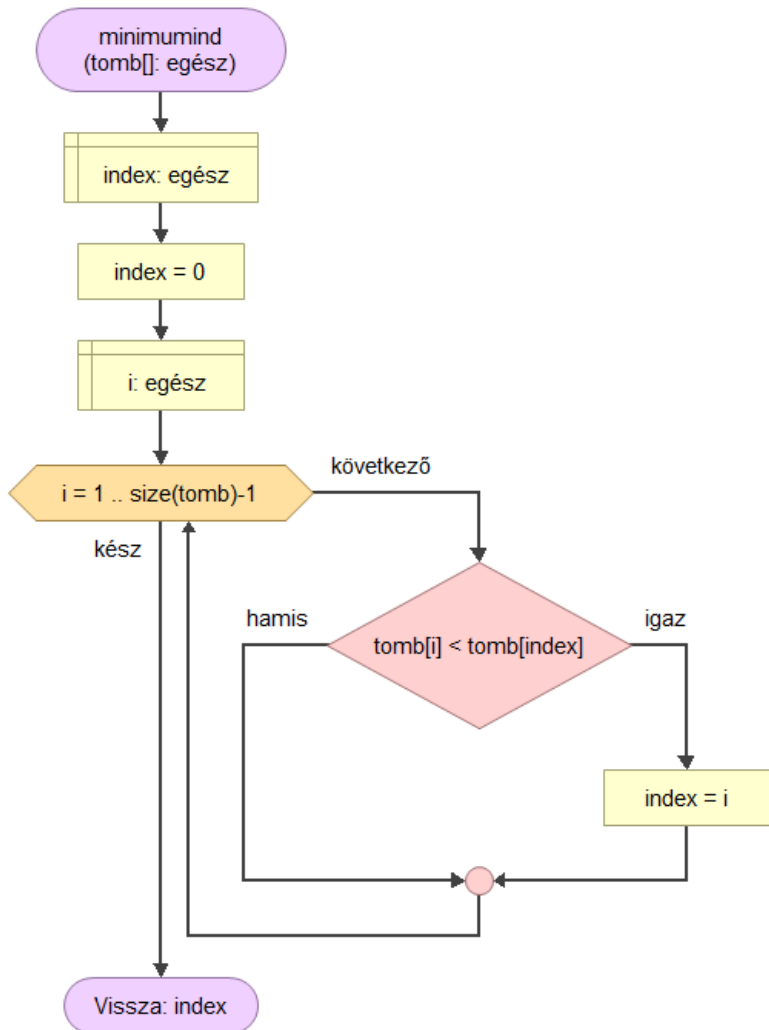 minimumind
(tomb[]: egész)
index: egész
index = 0
i: egész
i = 1 .. size(tomb)-1
következő
kész
hamis
igaz
tomb[i] < tomb[index]
index = i
Vissza: index